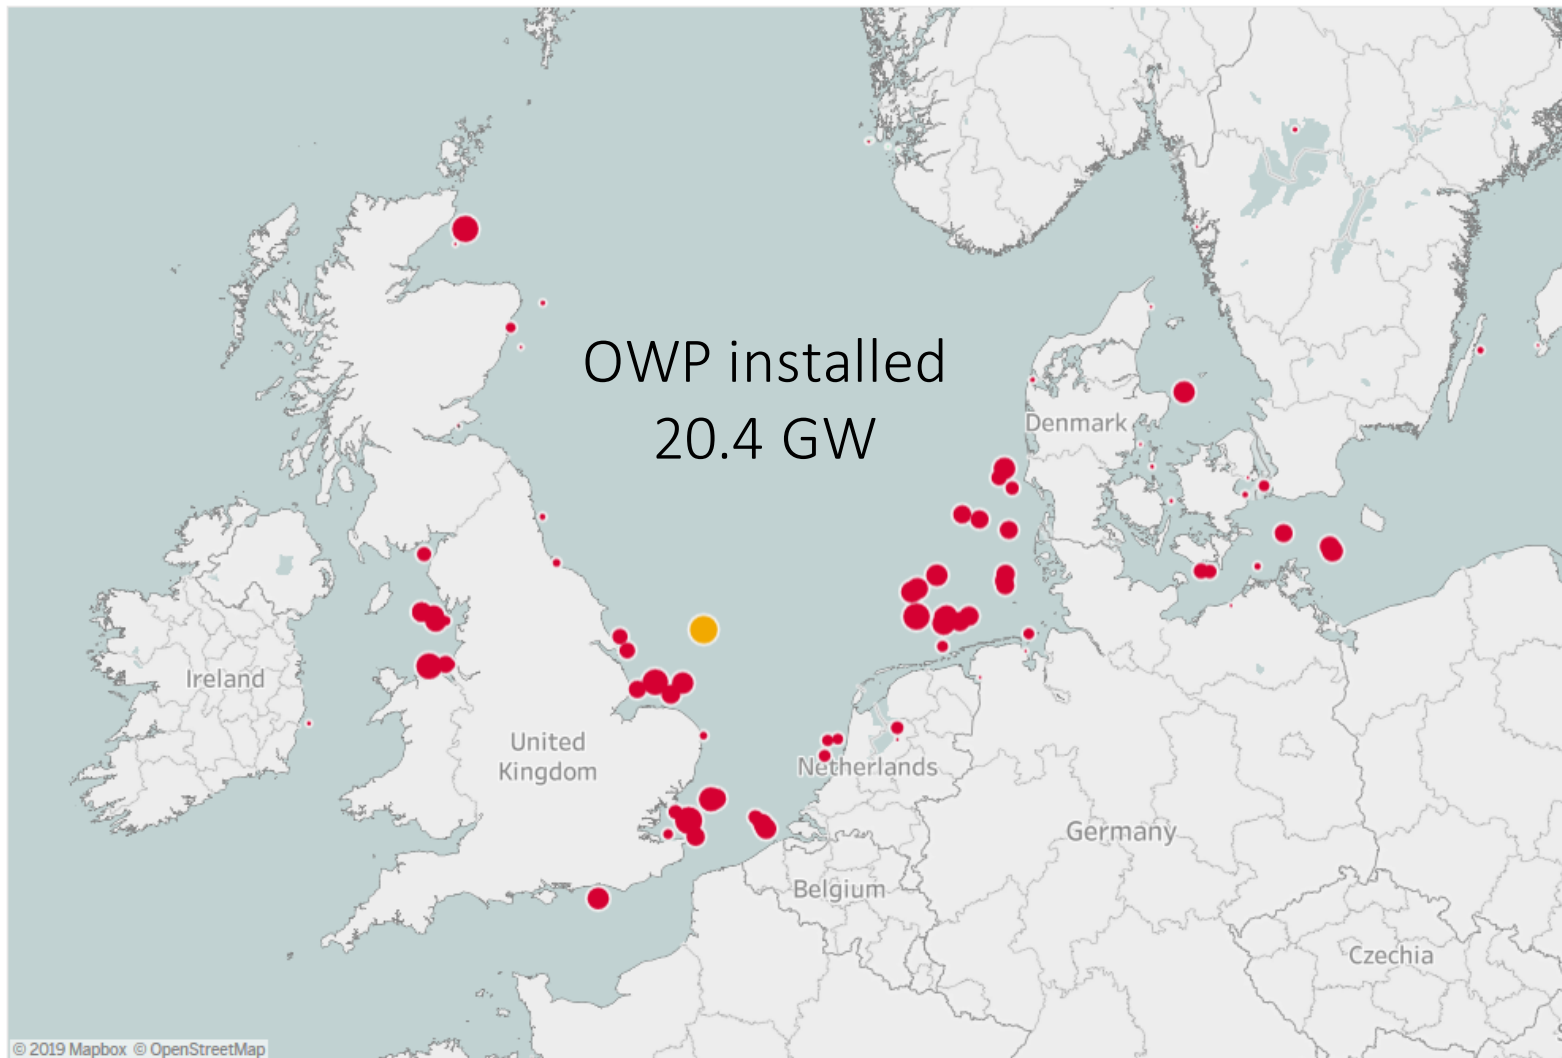 OWP installed
20.4 GW
Denmark
Ireland
United
Kingdom
Netherlands
Germany
Belgium
Czechia
© 2019 Mapbox © OpenStreetMap